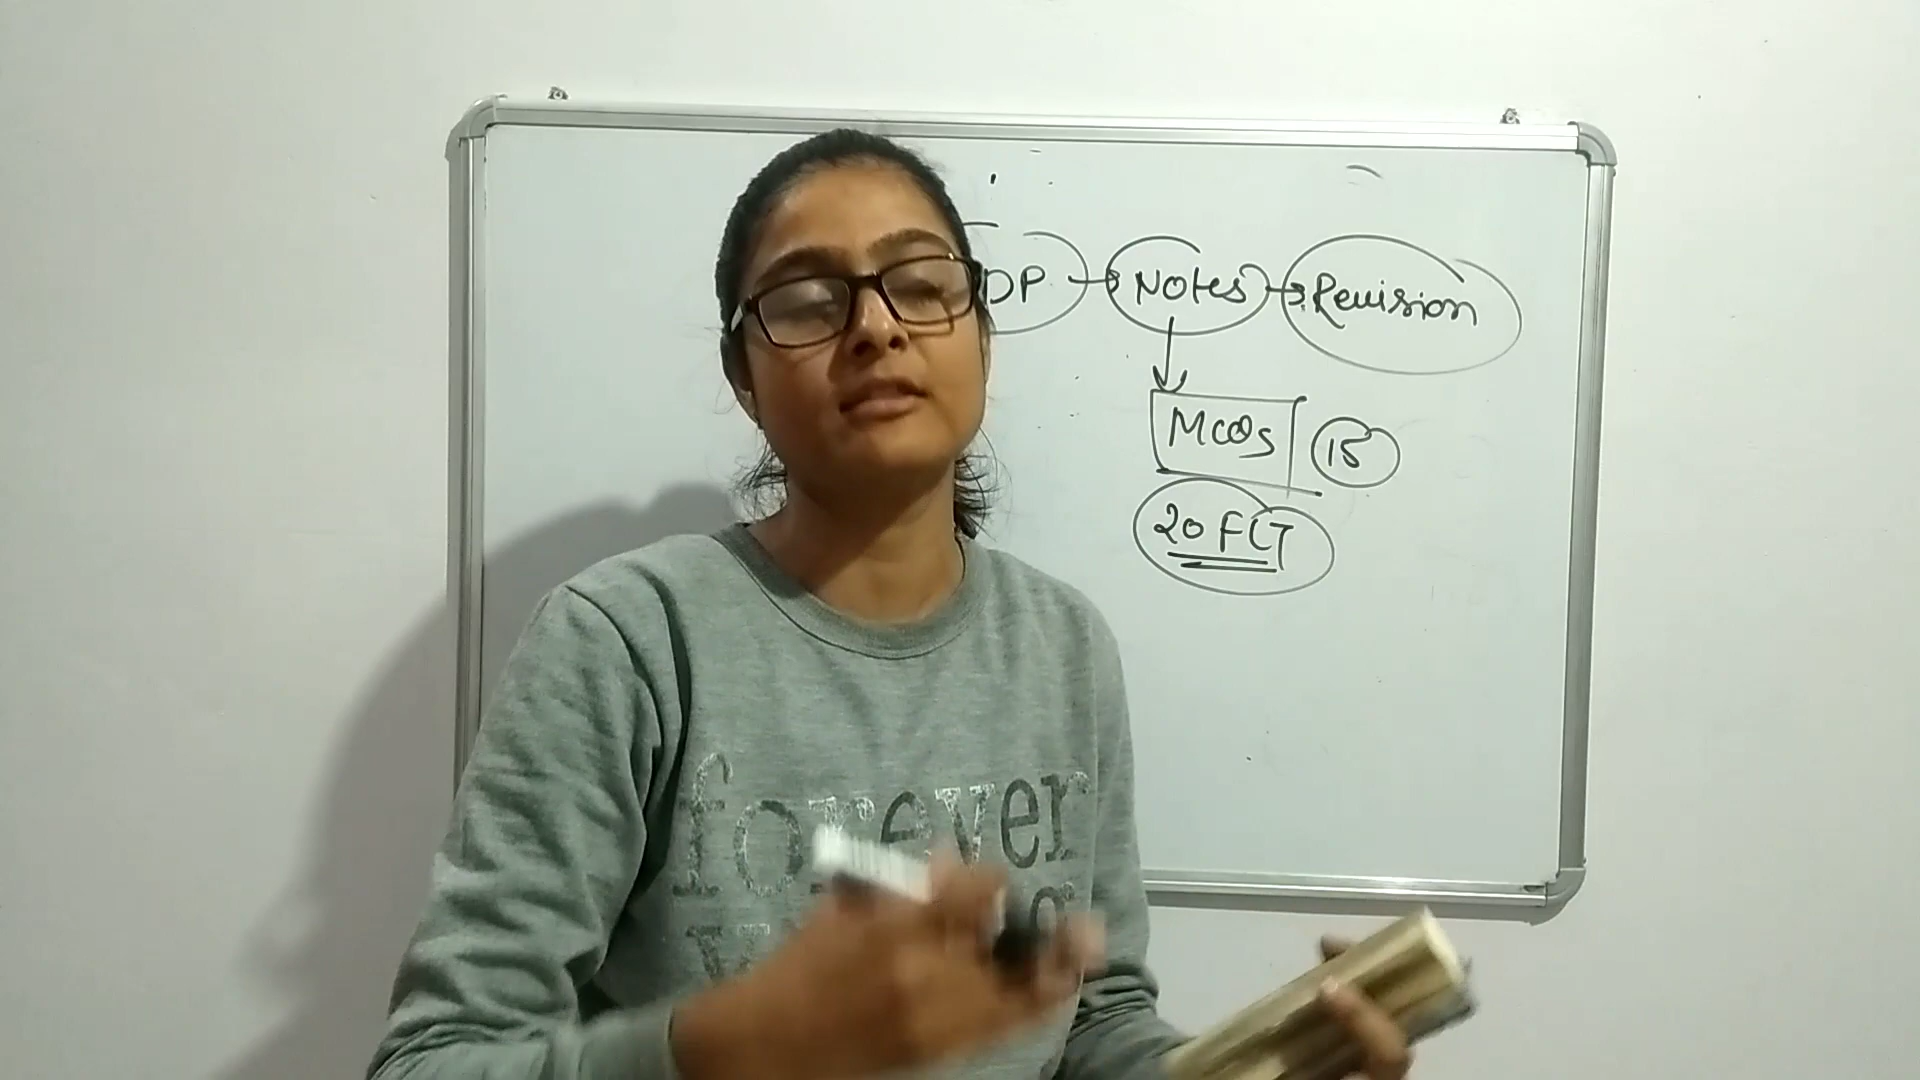 DP → Notes → Revision
MCQs 15
20 FLT
forever